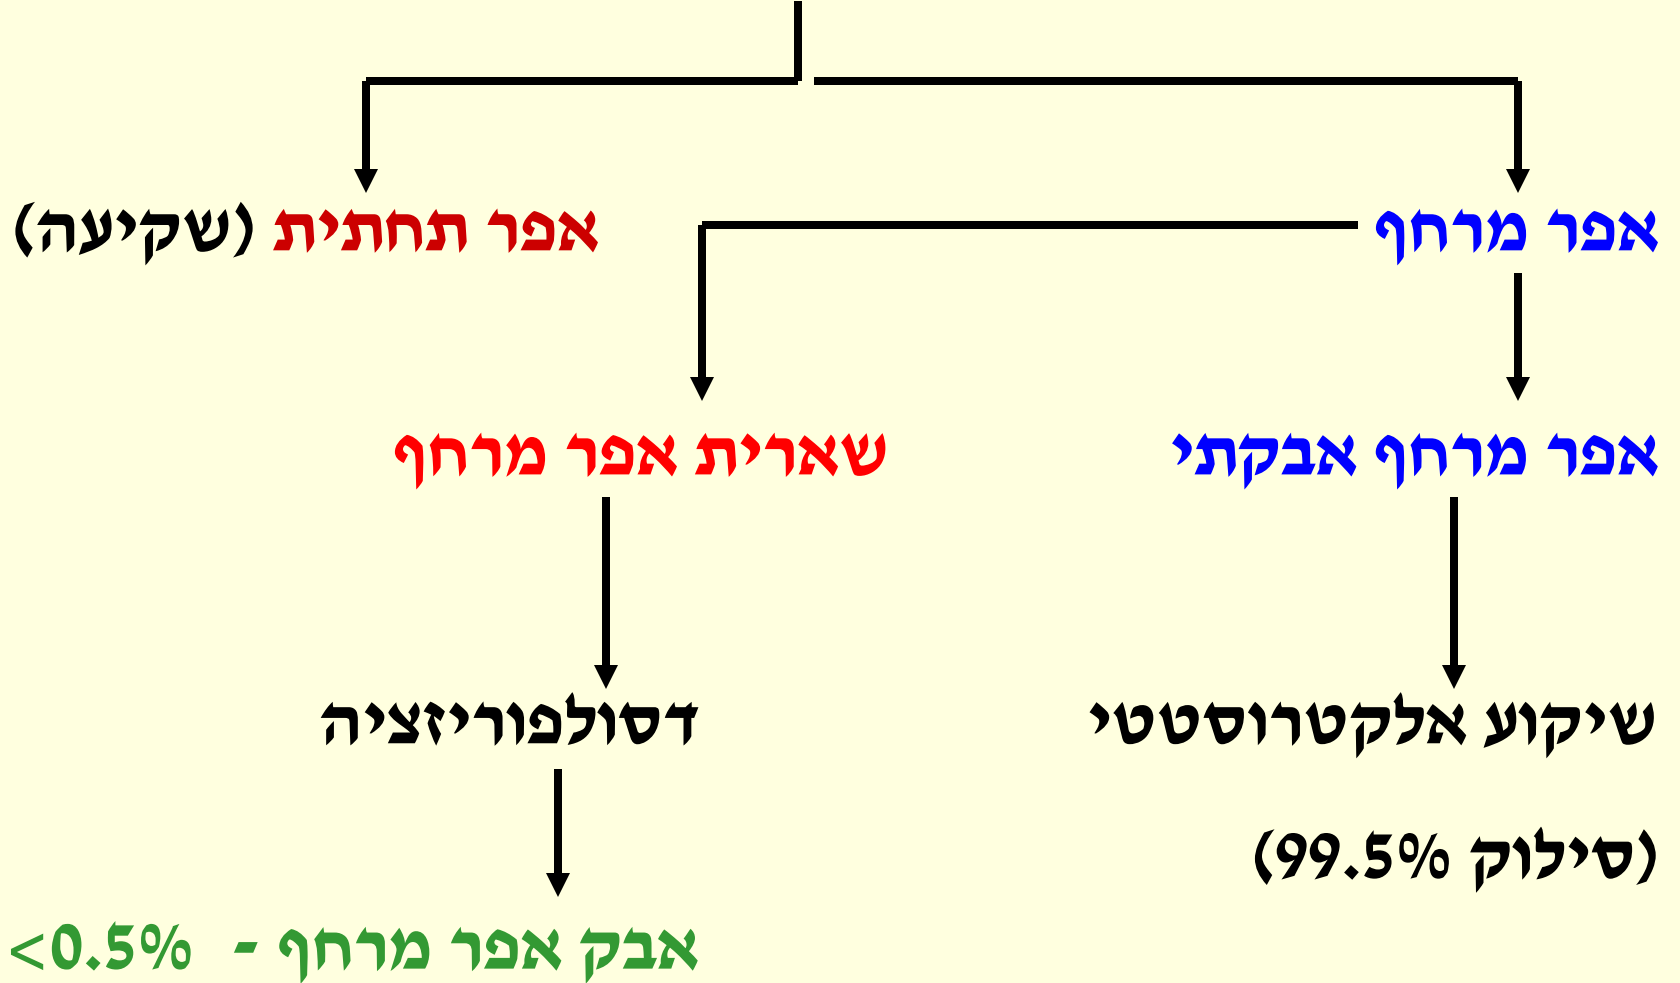 אפר מרחף
אפר תחתית (שקיעה)
אפר מרחף אבקתי
שארית אפר מרחף
שיקוע אלקטרוסטטי
(סילוק 99.5%)
דסולפוריזציה
אבק אפר מרחף - <0.5%